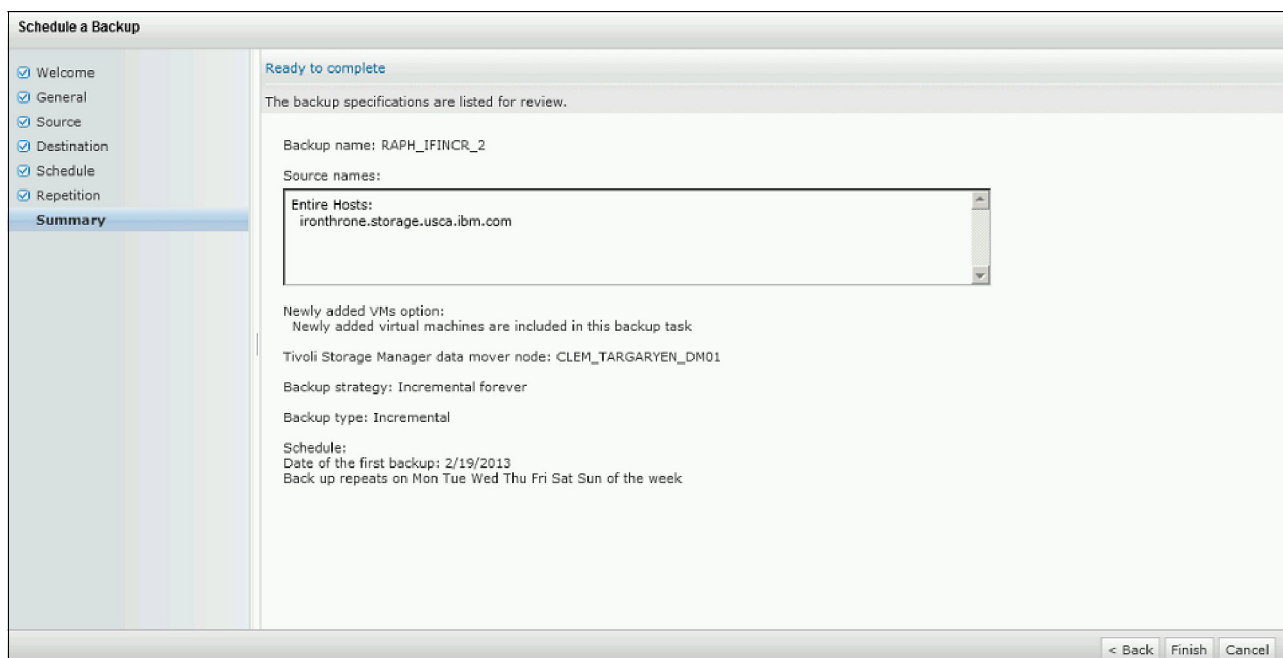 Schedule a Backup
Welcome
General
Source
Destination
Schedule
Repetition
Summary
Ready to complete
The backup specifications are listed for review.
Backup name: RAPH_IFINCR_2
Source names:
Entire Hosts:
ironthrone.storage.usca.ibm.com
Newly added VMs option:
Newly added virtual machines are included in this backup task
Tivoli Storage Manager data mover node: CLEM_TARGARYEN_DM01
Backup strategy: Incremental forever
Backup type: Incremental
Schedule:
Date of the first backup: 2/19/2013
Back up repeats on Mon Tue Wed Thu Fri Sat Sun of the week
< Back Finish Cancel